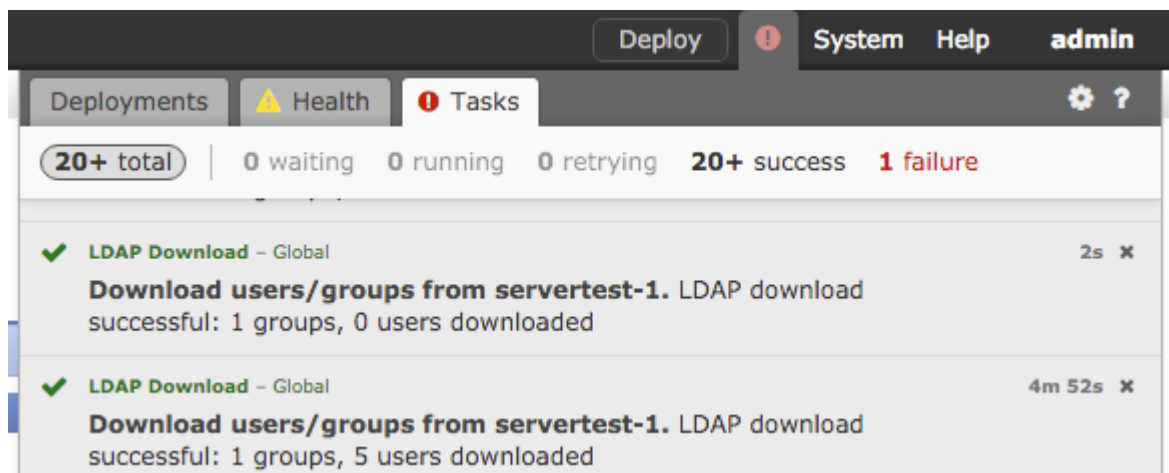 Deploy System Help admin
Deployments Health Tasks ?
20+ total 0 waiting 0 running 0 retrying 20+ success 1 failure
LDAP Download – Global 2s
Download users/groups from servertest-1. LDAP download
successful: 1 groups, 0 users downloaded
LDAP Download – Global 4m 52s
Download users/groups from servertest-1. LDAP download
successful: 1 groups, 5 users downloaded